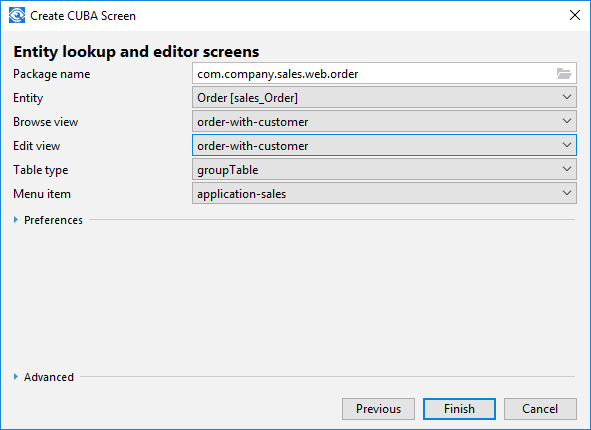 Create CUBA Screen
Entity lookup and editor screens
Package name com.company.sales.web.order
Entity Order [sales_Order]
Browse view order-with-customer
Edit view order-with-customer
Table type groupTable
Menu item application-sales
Preferences
Advanced
Previous Finish Cancel